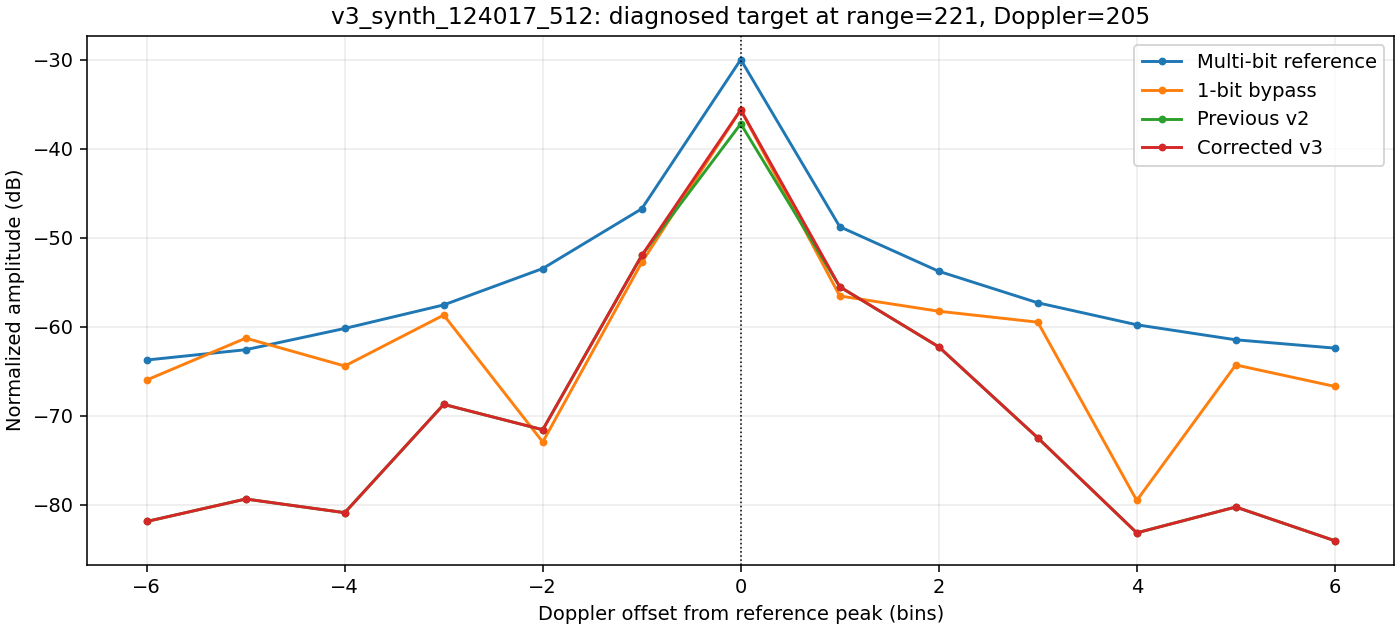 v3_synth_124017_512: diagnosed target at range=221, Doppler=205
Multi-bit reference
1-bit bypass
Previous v2
Corrected v3
Normalized amplitude (dB)
−30
−40
−50
−60
−70
−80
−6
−4
−2
0
2
4
6
Doppler offset from reference peak (bins)